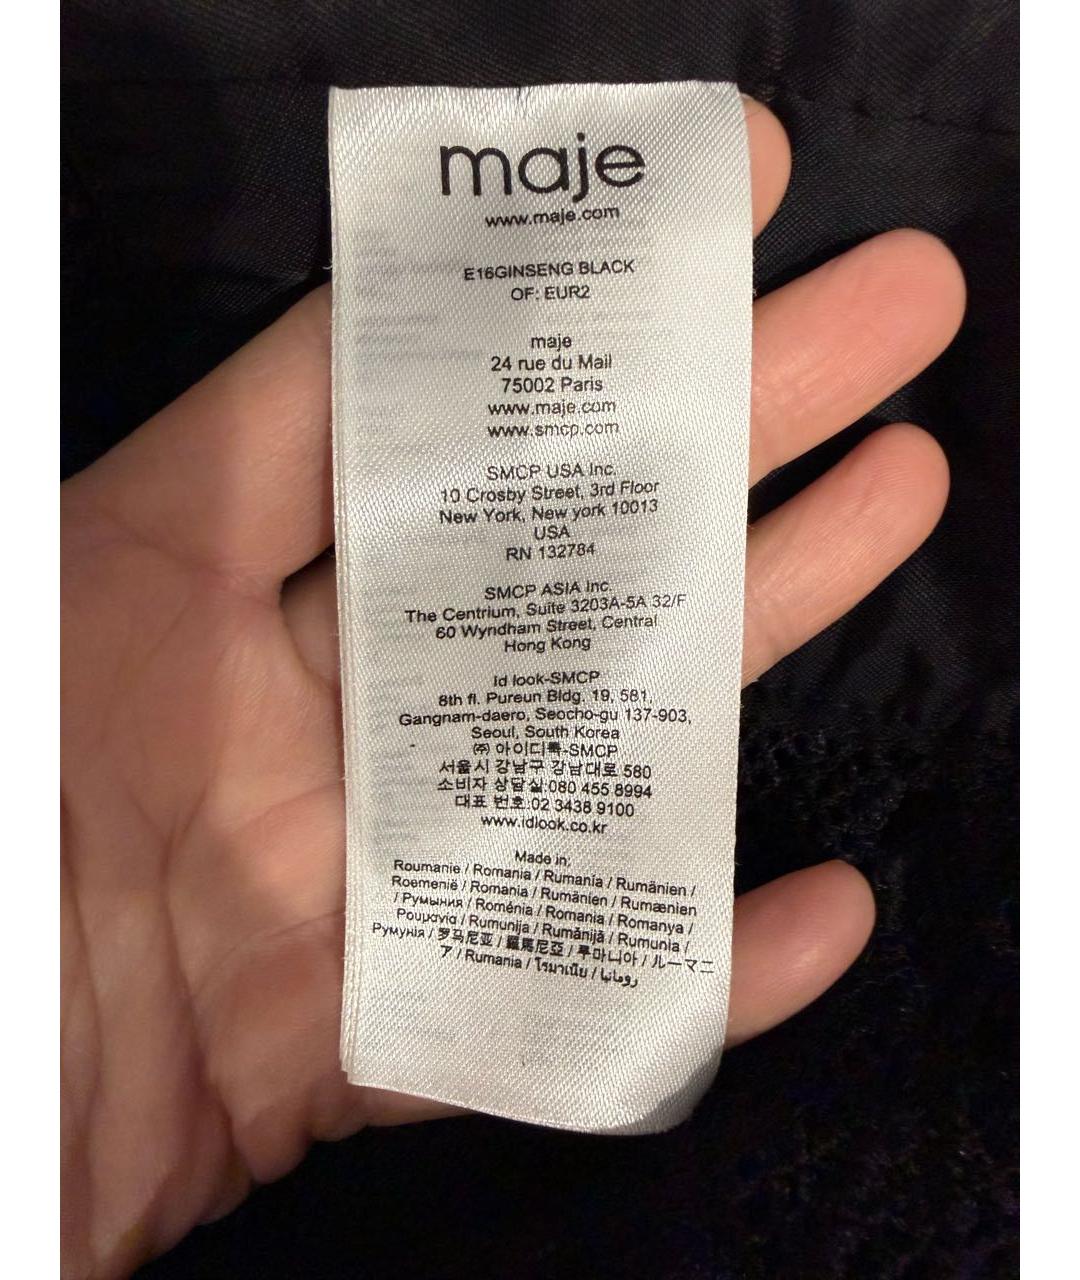 maje
www.maje.com
E16GINSENG BLACK
OF: EUR2
maje
24 rue du Mail
75002 Paris
www.maje.com
www.smcp.com
SMCP USA Inc.
10 Crosby Street, 3rd Floor
New York, New york 10013
USA
RN 132784
SMCP ASIA Inc
The Centrium, Suite 3203A-5A 32/F
60 Wyndham Street, Central
Hong Kong
Id look-SMCP
8th fl. Pureun Bldg. 19, 581,
Gangnam-daero, Seocho-gu 137-903,
Seoul, South Korea
㈜ 아이디룩-SMCP
서울시 강남구 강남대로 580
소비자 상담실:080 455 8994
대표 번호:02 3438 9100
www.idlook.co.kr
Made in:
Roumanie / Romania / Rumanía / Rumänien /
Roemenië / Romania / Rumänien / Rumænien
/ Румыния / Roménia / Romania / Romanya /
Ρουμανία / Rumunija / Rumānijā / Rumunia /
Румунія / 罗马尼亚 / 羅馬尼亞 / 루마니아 / ルーマニ
ア / Rumania / โรมาเนีย / رومانيا